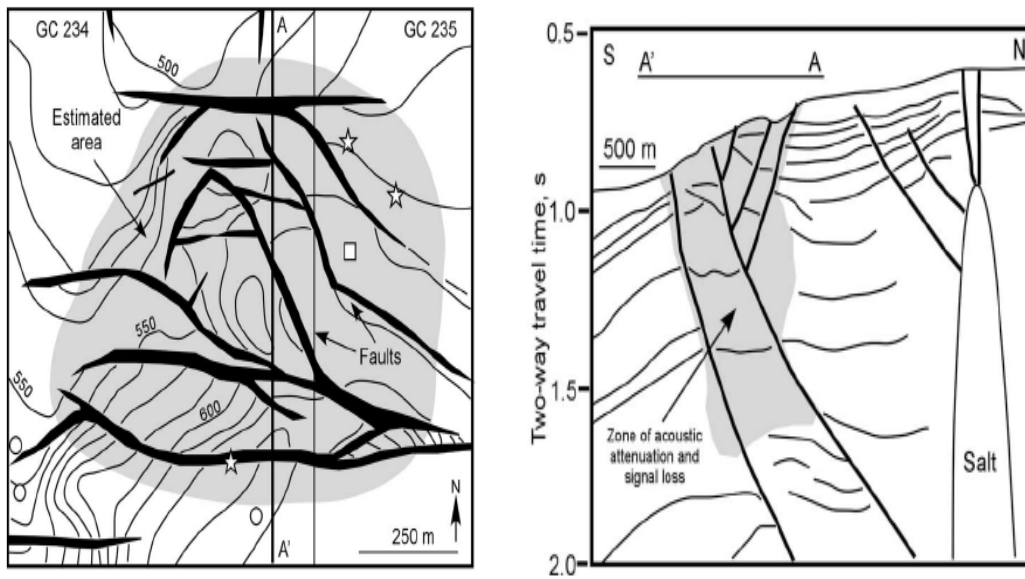 GC 234
A
GC 235
500
Estimated
area
550
Faults
550
600
N
250 m
A'
0.5
S
N
A'
A
500 m
1.0
Two-way travel time, s
1.5
Zone of acoustic
attenuation and
signal loss
Salt
2.0